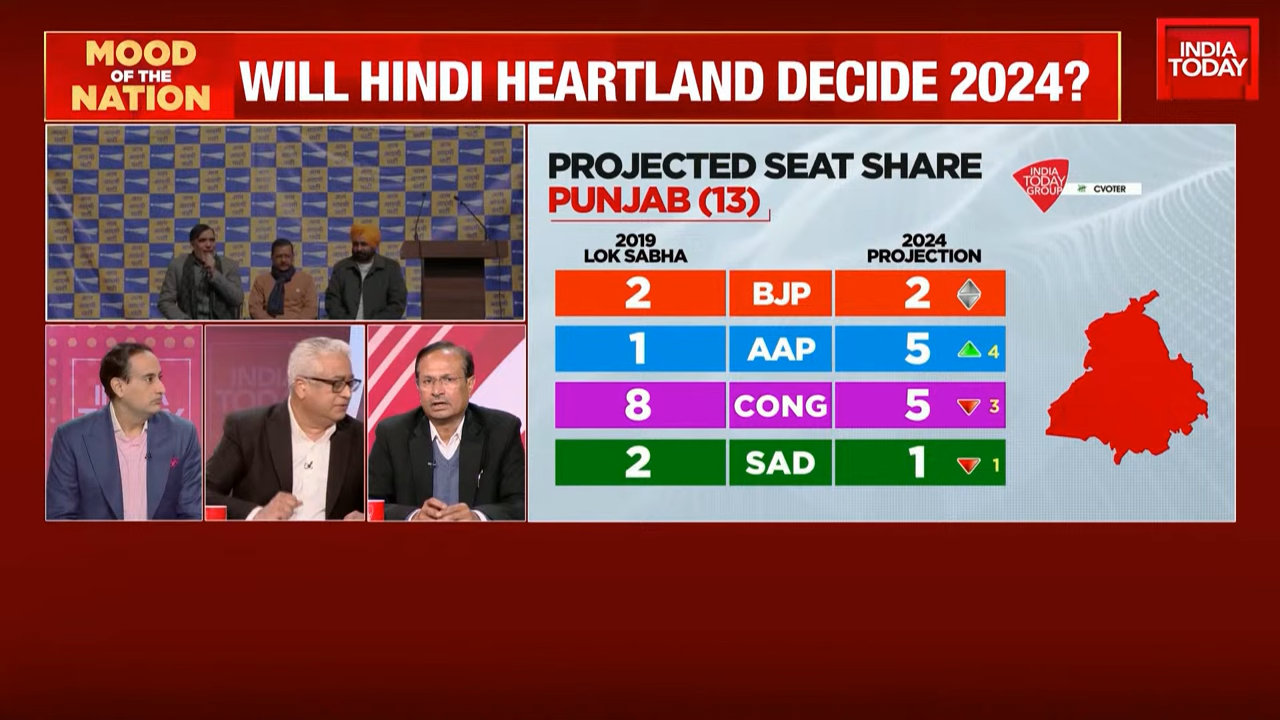 MOOD
OF THE
NATION
WILL HINDI HEARTLAND DECIDE 2024?
INDIA
TODAY
PROJECTED SEAT SHARE
PUNJAB (13)
INDIA
TODAY
GROUP
CVOTER
2019
LOK SABHA
2024
PROJECTION
2 BJP 2
1 AAP 5 4
8 CONG 5 3
2 SAD 1 1